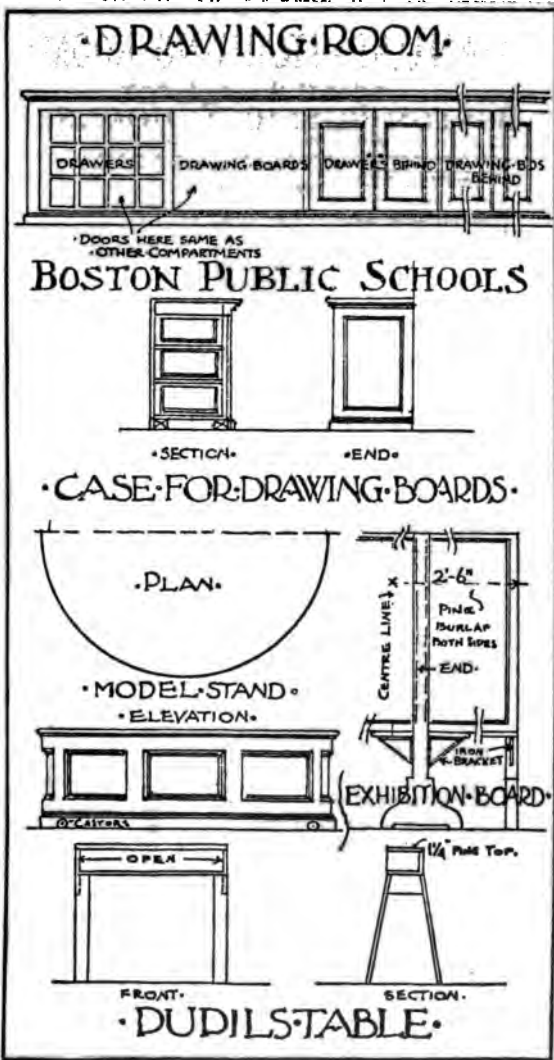 ·DRAWING·ROOM·
DRAWERS
DRAWING BOARDS
DRAWERS BEHIND
DRAWING·BDS
BEHIND
·DOORS HERE SAME AS
·OTHER·COMPARTMENTS
BOSTON PUBLIC SCHOOLS
·SECTION·
·END·
·CASE·FOR·DRAWING·BOARDS·
·PLAN·
·MODEL·STAND·
·ELEVATION·
CASTORS
CENTRE LINE
X
2'-6"
PINE
BURLAP
BOTH SIDES
END·
IRON
BRACKET
EXHIBITION·BOARD·
OPEN
1¼" PINE TOP.
FRONT·
SECTION·
·DUDILS·TABLE·